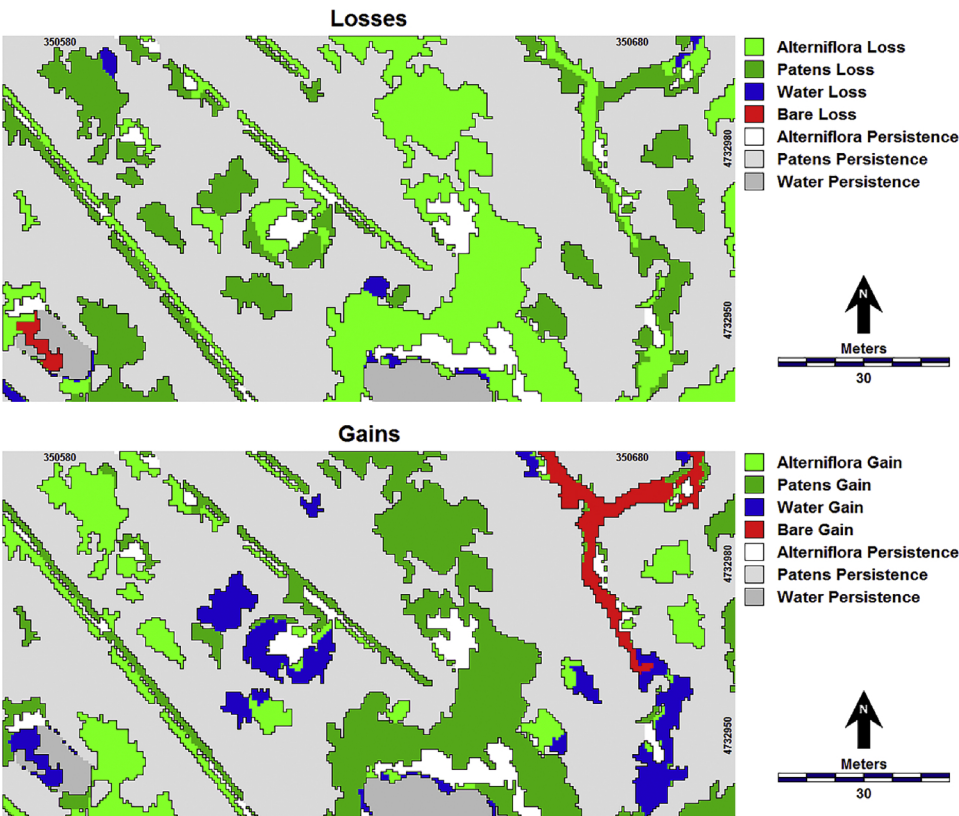 Losses
350580
350680
4732980
4732950
Alterniflora Loss
Patens Loss
Water Loss
Bare Loss
Alterniflora Persistence
Patens Persistence
Water Persistence
N
Meters
30
Gains
350580
350680
4732980
4732950
Alterniflora Gain
Patens Gain
Water Gain
Bare Gain
Alterniflora Persistence
Patens Persistence
Water Persistence
N
Meters
30